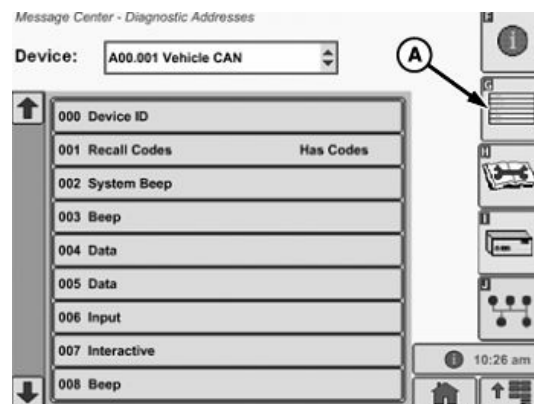 Message Center - Diagnostic Addresses
Device: A00.001 Vehicle CAN
A
G
000 Device ID
001 Recall Codes Has Codes
H
002 System Beep
003 Beep
I
004 Data
005 Data
J
006 Input
007 Interactive
10:26 am
008 Beep